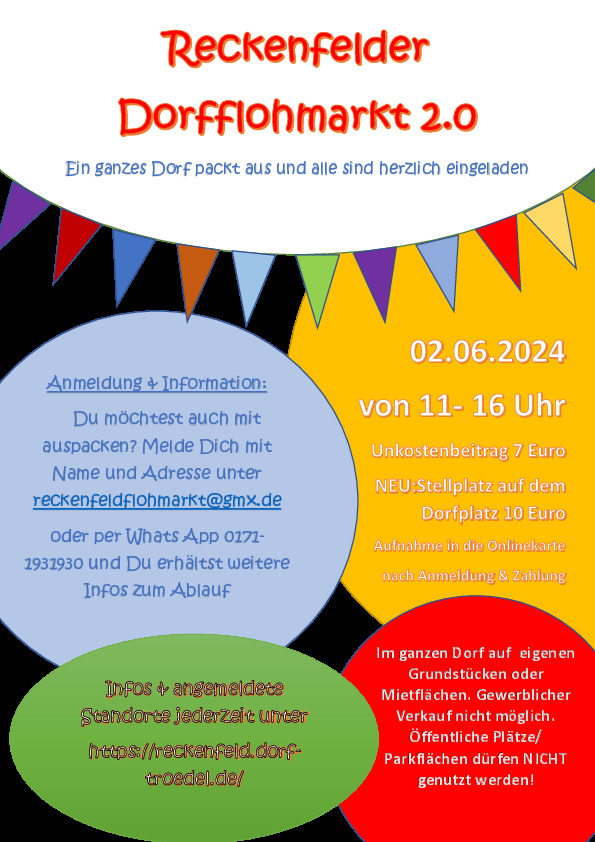 Reckenfelder
Dorfflohmarkt 2.0
Ein ganzes Dorf packt aus und alle sind herzlich eingeladen
02.06.2024
von 11- 16 Uhr
Unkostenbeitrag 7 Euro
NEU:Stellplatz auf dem
Dorfplatz 10 Euro
Aufnahme in die Onlinekarte
nach Anmeldung & Zahlung
Anmeldung & Information:
Du möchtest auch mit
auspacken? Melde Dich mit
Name und Adresse unter
reckenfeldflohmarkt@gmx.de
oder per Whats App 0171-
1931930 und Du erhältst weitere
Infos zum Ablauf
Im ganzen Dorf auf eigenen
Grundstücken oder
Mietflächen. Gewerblicher
Verkauf nicht möglich.
Öffentliche Plätze/
Parkflächen dürfen NICHT
genutzt werden!
Infos & angemeldete
Standorte jederzeit unter
https://reckenfeld.dorf-
troedel.de/